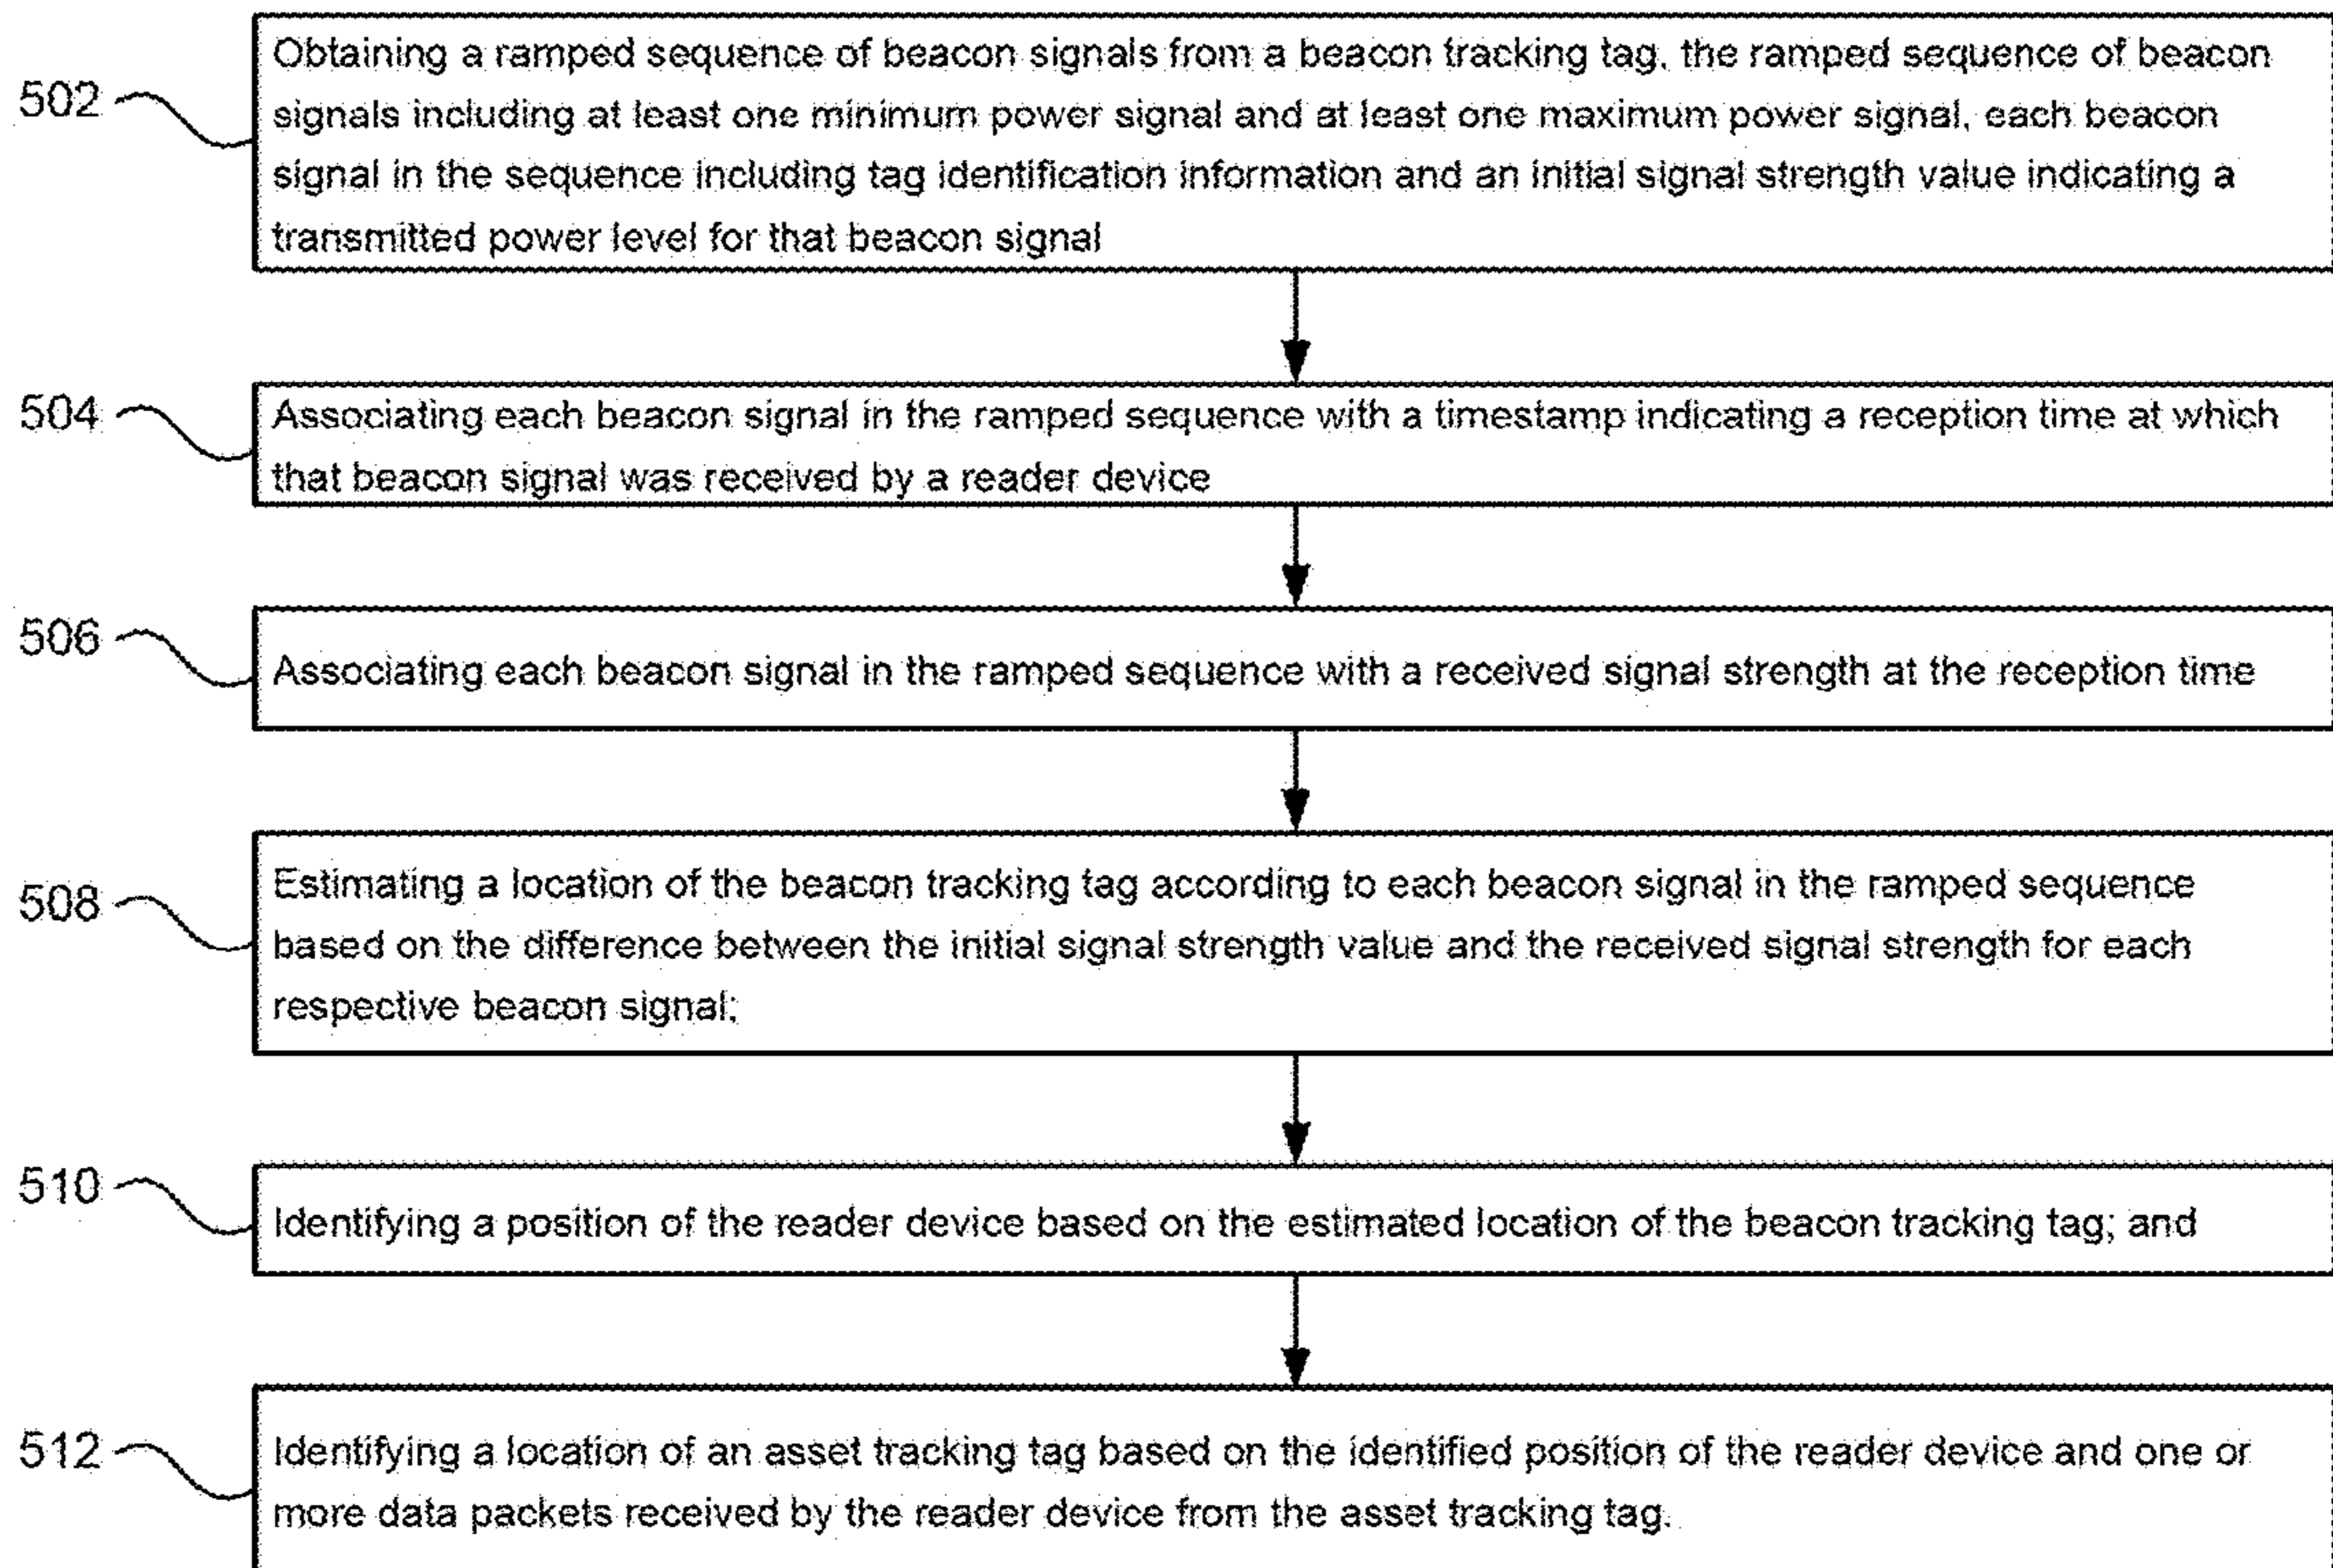 502
Obtaining a ramped sequence of beacon signals from a beacon tracking tag, the ramped sequence of beacon
signals including at least one minimum power signal and at least one maximum power signal, each beacon
signal in the sequence including tag identification information and an initial signal strength value indicating a
transmitted power level for that beacon signal
504
Associating each beacon signal in the ramped sequence with a timestamp indicating a reception time at which
that beacon signal was received by a reader device
506
Associating each beacon signal in the ramped sequence with a received signal strength at the reception time
508
Estimating a location of the beacon tracking tag according to each beacon signal in the ramped sequence
based on the difference between the initial signal strength value and the received signal strength for each
respective beacon signal;
510
Identifying a position of the reader device based on the estimated location of the beacon tracking tag; and
512
Identifying a location of an asset tracking tag based on the identified position of the reader device and one or
more data packets received by the reader device from the asset tracking tag.